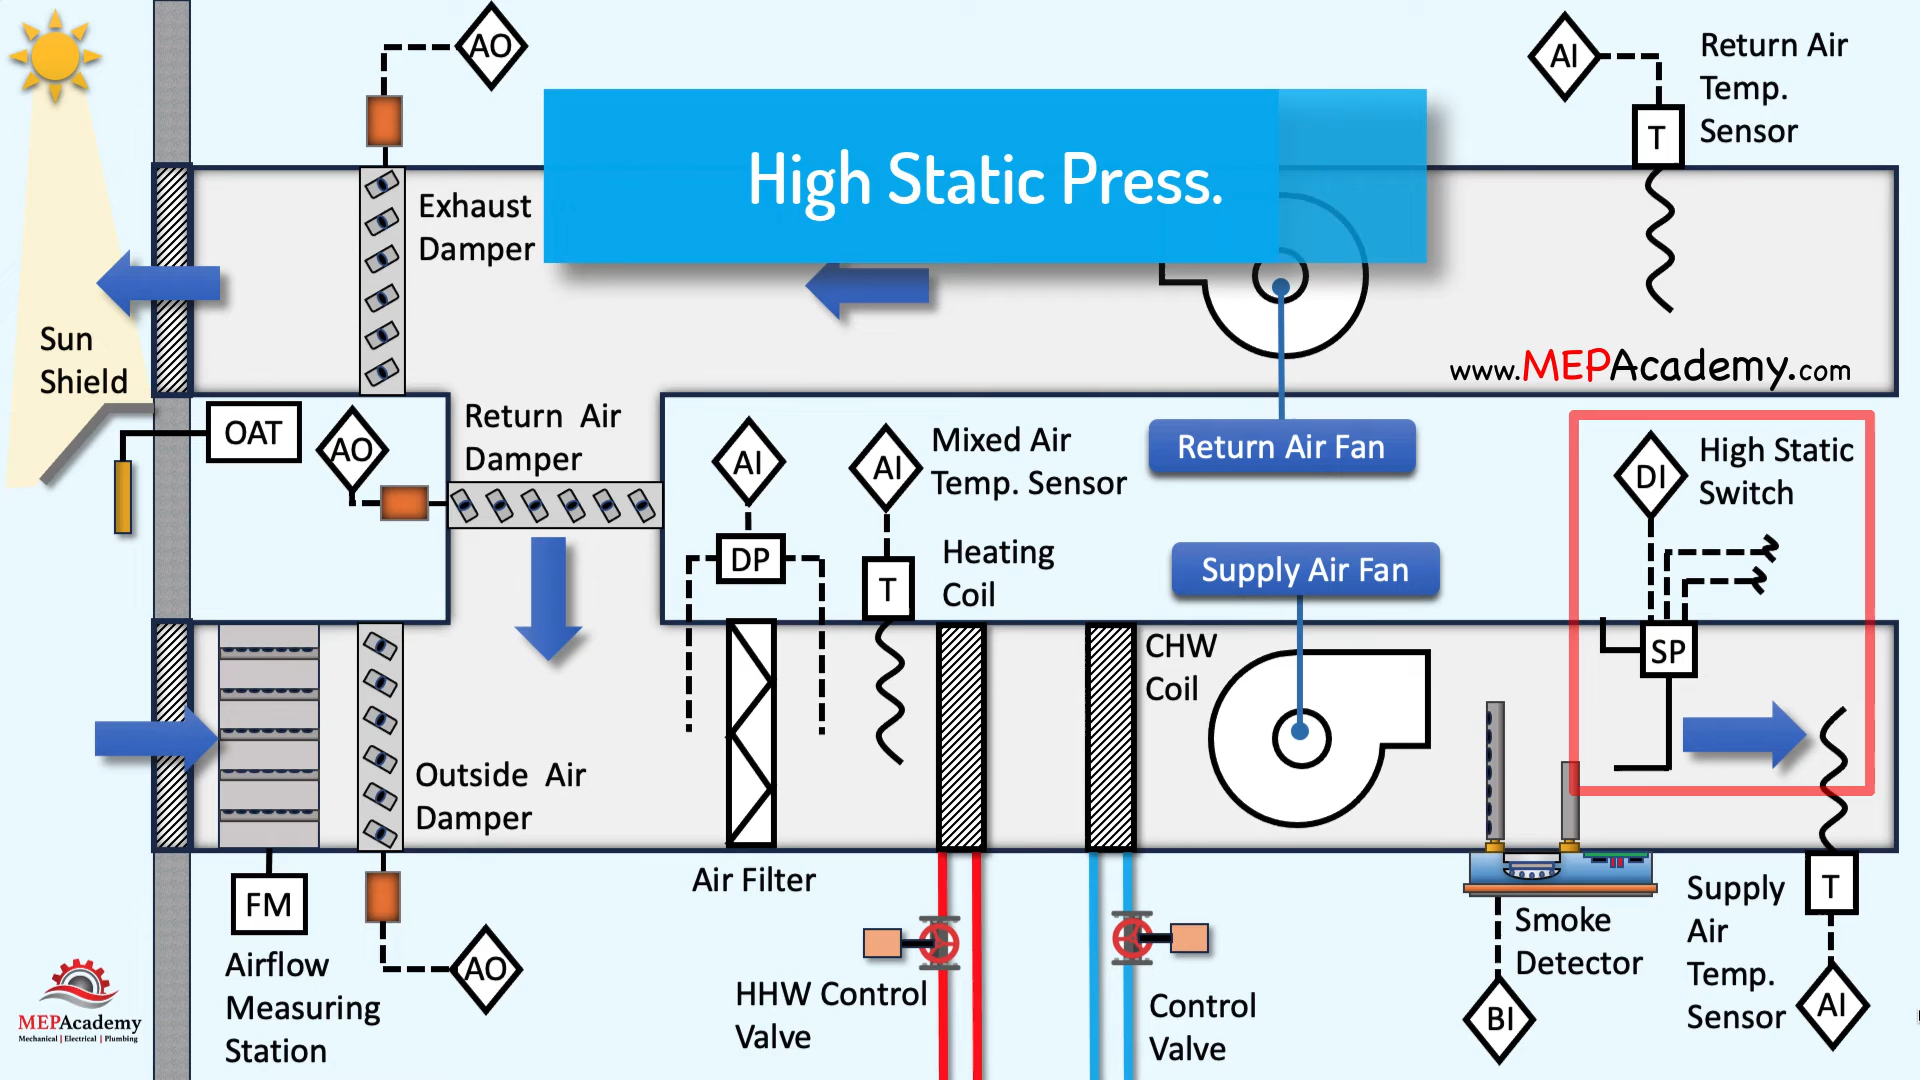 AO
AI
Return Air
Temp.
Sensor
T
High Static Press.
Exhaust
Damper
Sun
Shield
www.MEPAcademy.com
OAT
AO
Return Air
Damper
AI
AI
Mixed Air
Temp. Sensor
Return Air Fan
DI
High Static
Switch
DP
T
Heating
Coil
Supply Air Fan
SP
CHW
Coil
Outside Air
Damper
Air Filter
FM
Airflow
Measuring
Station
AO
HHW Control
Valve
Control
Valve
Smoke
Detector
BI
Supply
Air
Temp.
Sensor
T
AI
MEPAcademy
Mechanical | Electrical | Plumbing